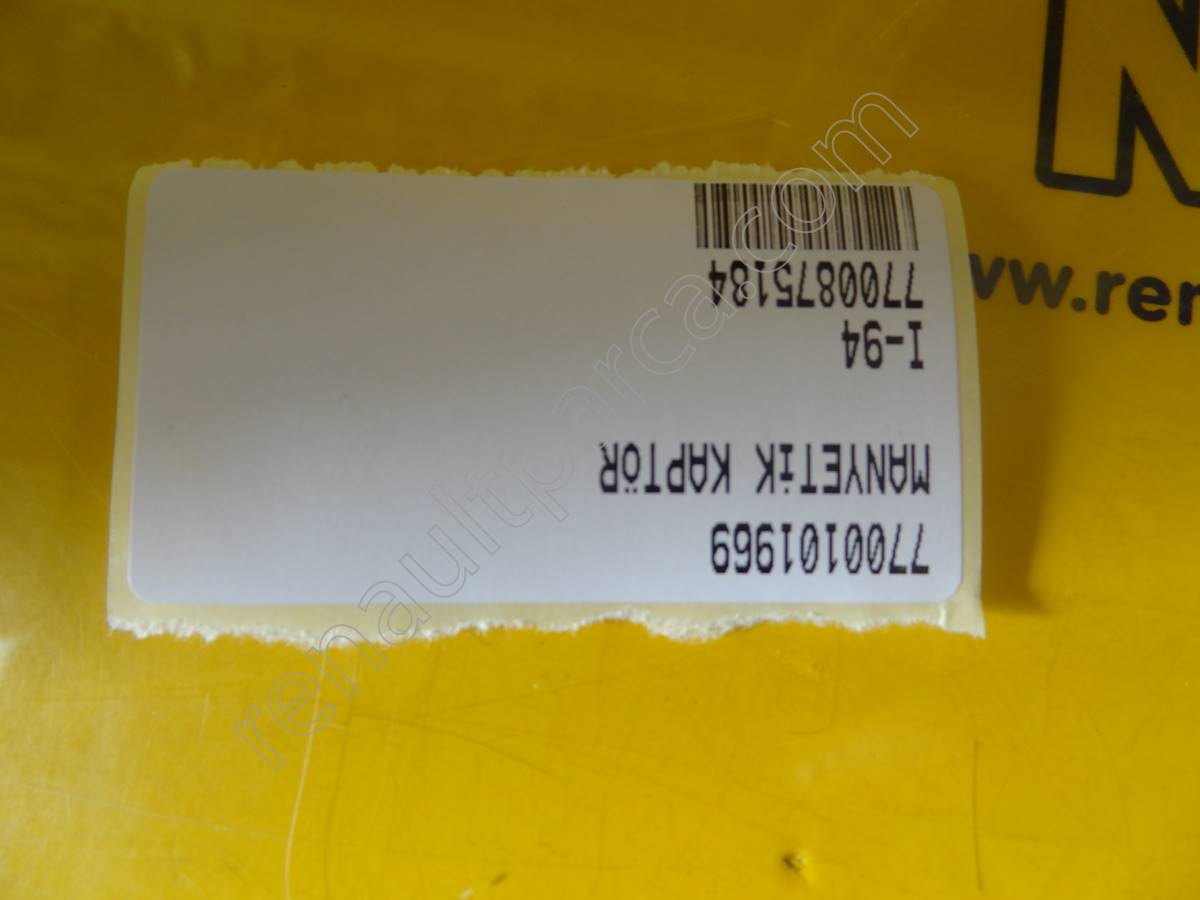 7700101969
MANYETİK KAPTÖR
I-94
7700875184
ww.ren
renaultparca.com